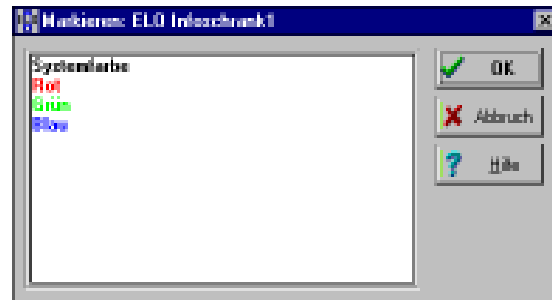 Markieren: ELO Infoschrank1
Systemfarbe
Rot
Grün
Blau
OK
Abbruch
Hilfe